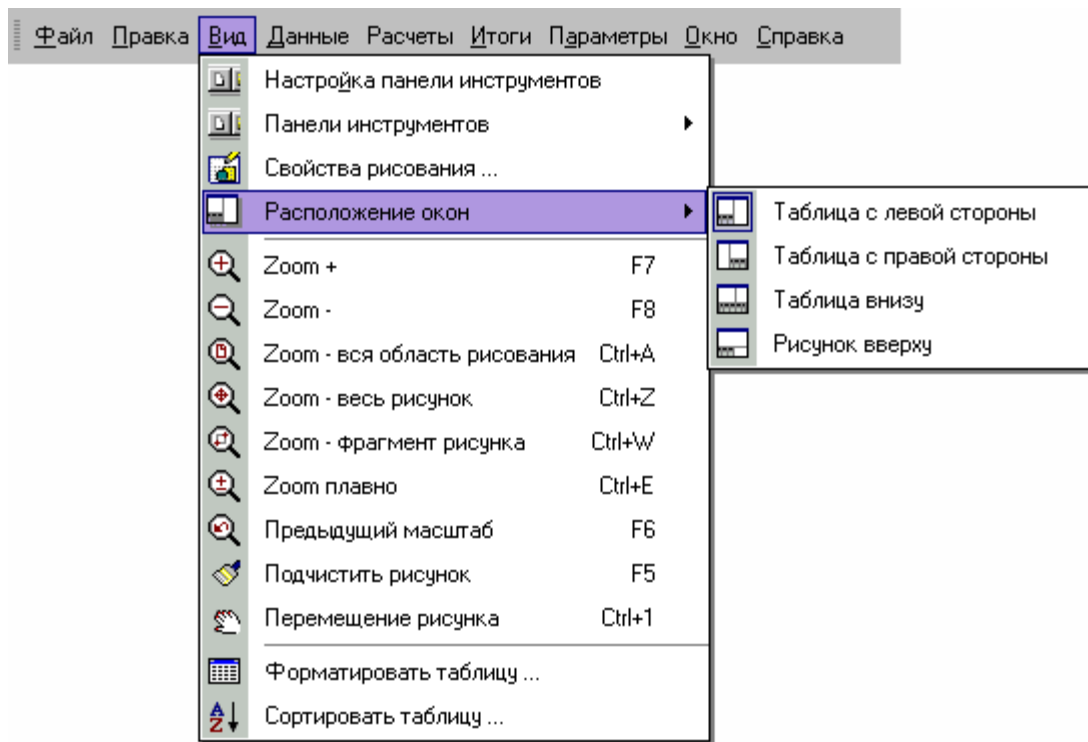 Файл Правка Вид Данные Расчеты Итоги Параметры Окно Справка
Настройка панели инструментов
Панели инструментов
Свойства рисования ...
Расположение окон
Таблица с левой стороны
Таблица с правой стороны
Таблица внизу
Рисунок вверху
Zoom + F7
Zoom - F8
Zoom - вся область рисования Ctrl+A
Zoom - весь рисунок Ctrl+Z
Zoom - фрагмент рисунка Ctrl+W
Zoom плавно Ctrl+E
Предыдущий масштаб F6
Подчистить рисунок F5
Перемещение рисунка Ctrl+1
Форматировать таблицу ...
Сортировать таблицу ...